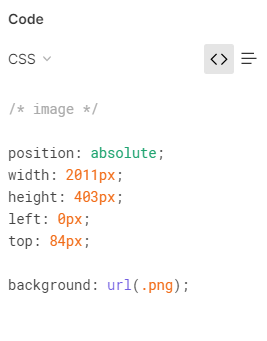 Code
CSS
/* image */
position: absolute;
width: 2011px;
height: 403px;
left: 0px;
top: 84px;
background: url(.png);